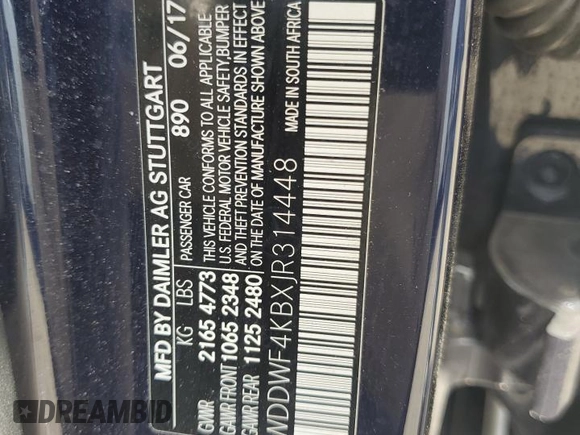 MFD BY DAIMLER AG STUTTGART
890 06/17
KG LBS PASSENGER CAR
GVWR 2165 4773
GAWR FRONT 1065 2348
GAWR REAR 1125 2480
THIS VEHICLE CONFORMS TO ALL APPLICABLE
U.S. FEDERAL MOTOR VEHICLE SAFETY, BUMPER
AND THEFT PREVENTION STANDARDS IN EFFECT
ON THE DATE OF MANUFACTURE SHOWN ABOVE
MADE IN SOUTH AFRICA
WDDWF4KBXJR314448
DREAMBID